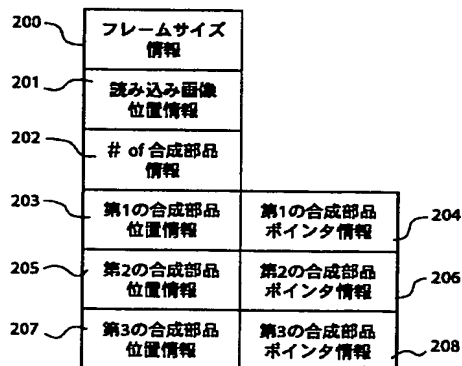 200
フレームサイズ
情報
201
読み込み画像
位置情報
202
# of 合成部品
情報
203
第1の合成部品
位置情報
第1の合成部品
ポインタ情報
204
205
第2の合成部品
位置情報
第2の合成部品
ポインタ情報
206
207
第3の合成部品
位置情報
第3の合成部品
ポインタ情報
208